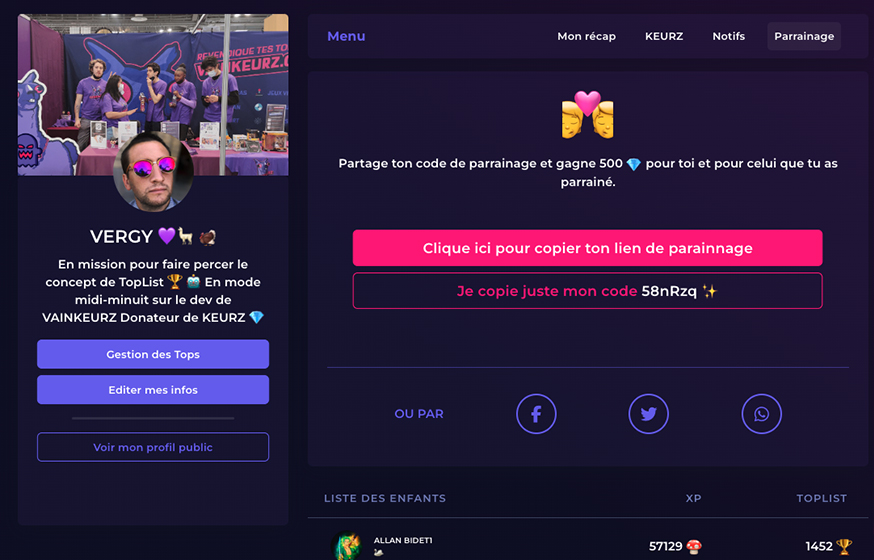 REVENDIQUE TES TO
VAINKEURZ.C
VERGY 💜🦙 🦃
En mission pour faire percer le
concept de TopList 🏆 🤖 En mode
midi-minuit sur le dev de
VAINKEURZ Donateur de KEURZ 💎
Gestion des Tops
Editer mes infos
Voir mon profil public
Menu
Mon récap
KEURZ
Notifs
Parrainage
Partage ton code de parrainage et gagne 500 💎 pour toi et pour celui que tu as
parrainé.
Clique ici pour copier ton lien de parainnage
Je copie juste mon code 58nRzq ✨
OU PAR
LISTE DES ENFANTS XP TOPLIST
ALLAN BIDET1
57129 🍄 1452 🏆